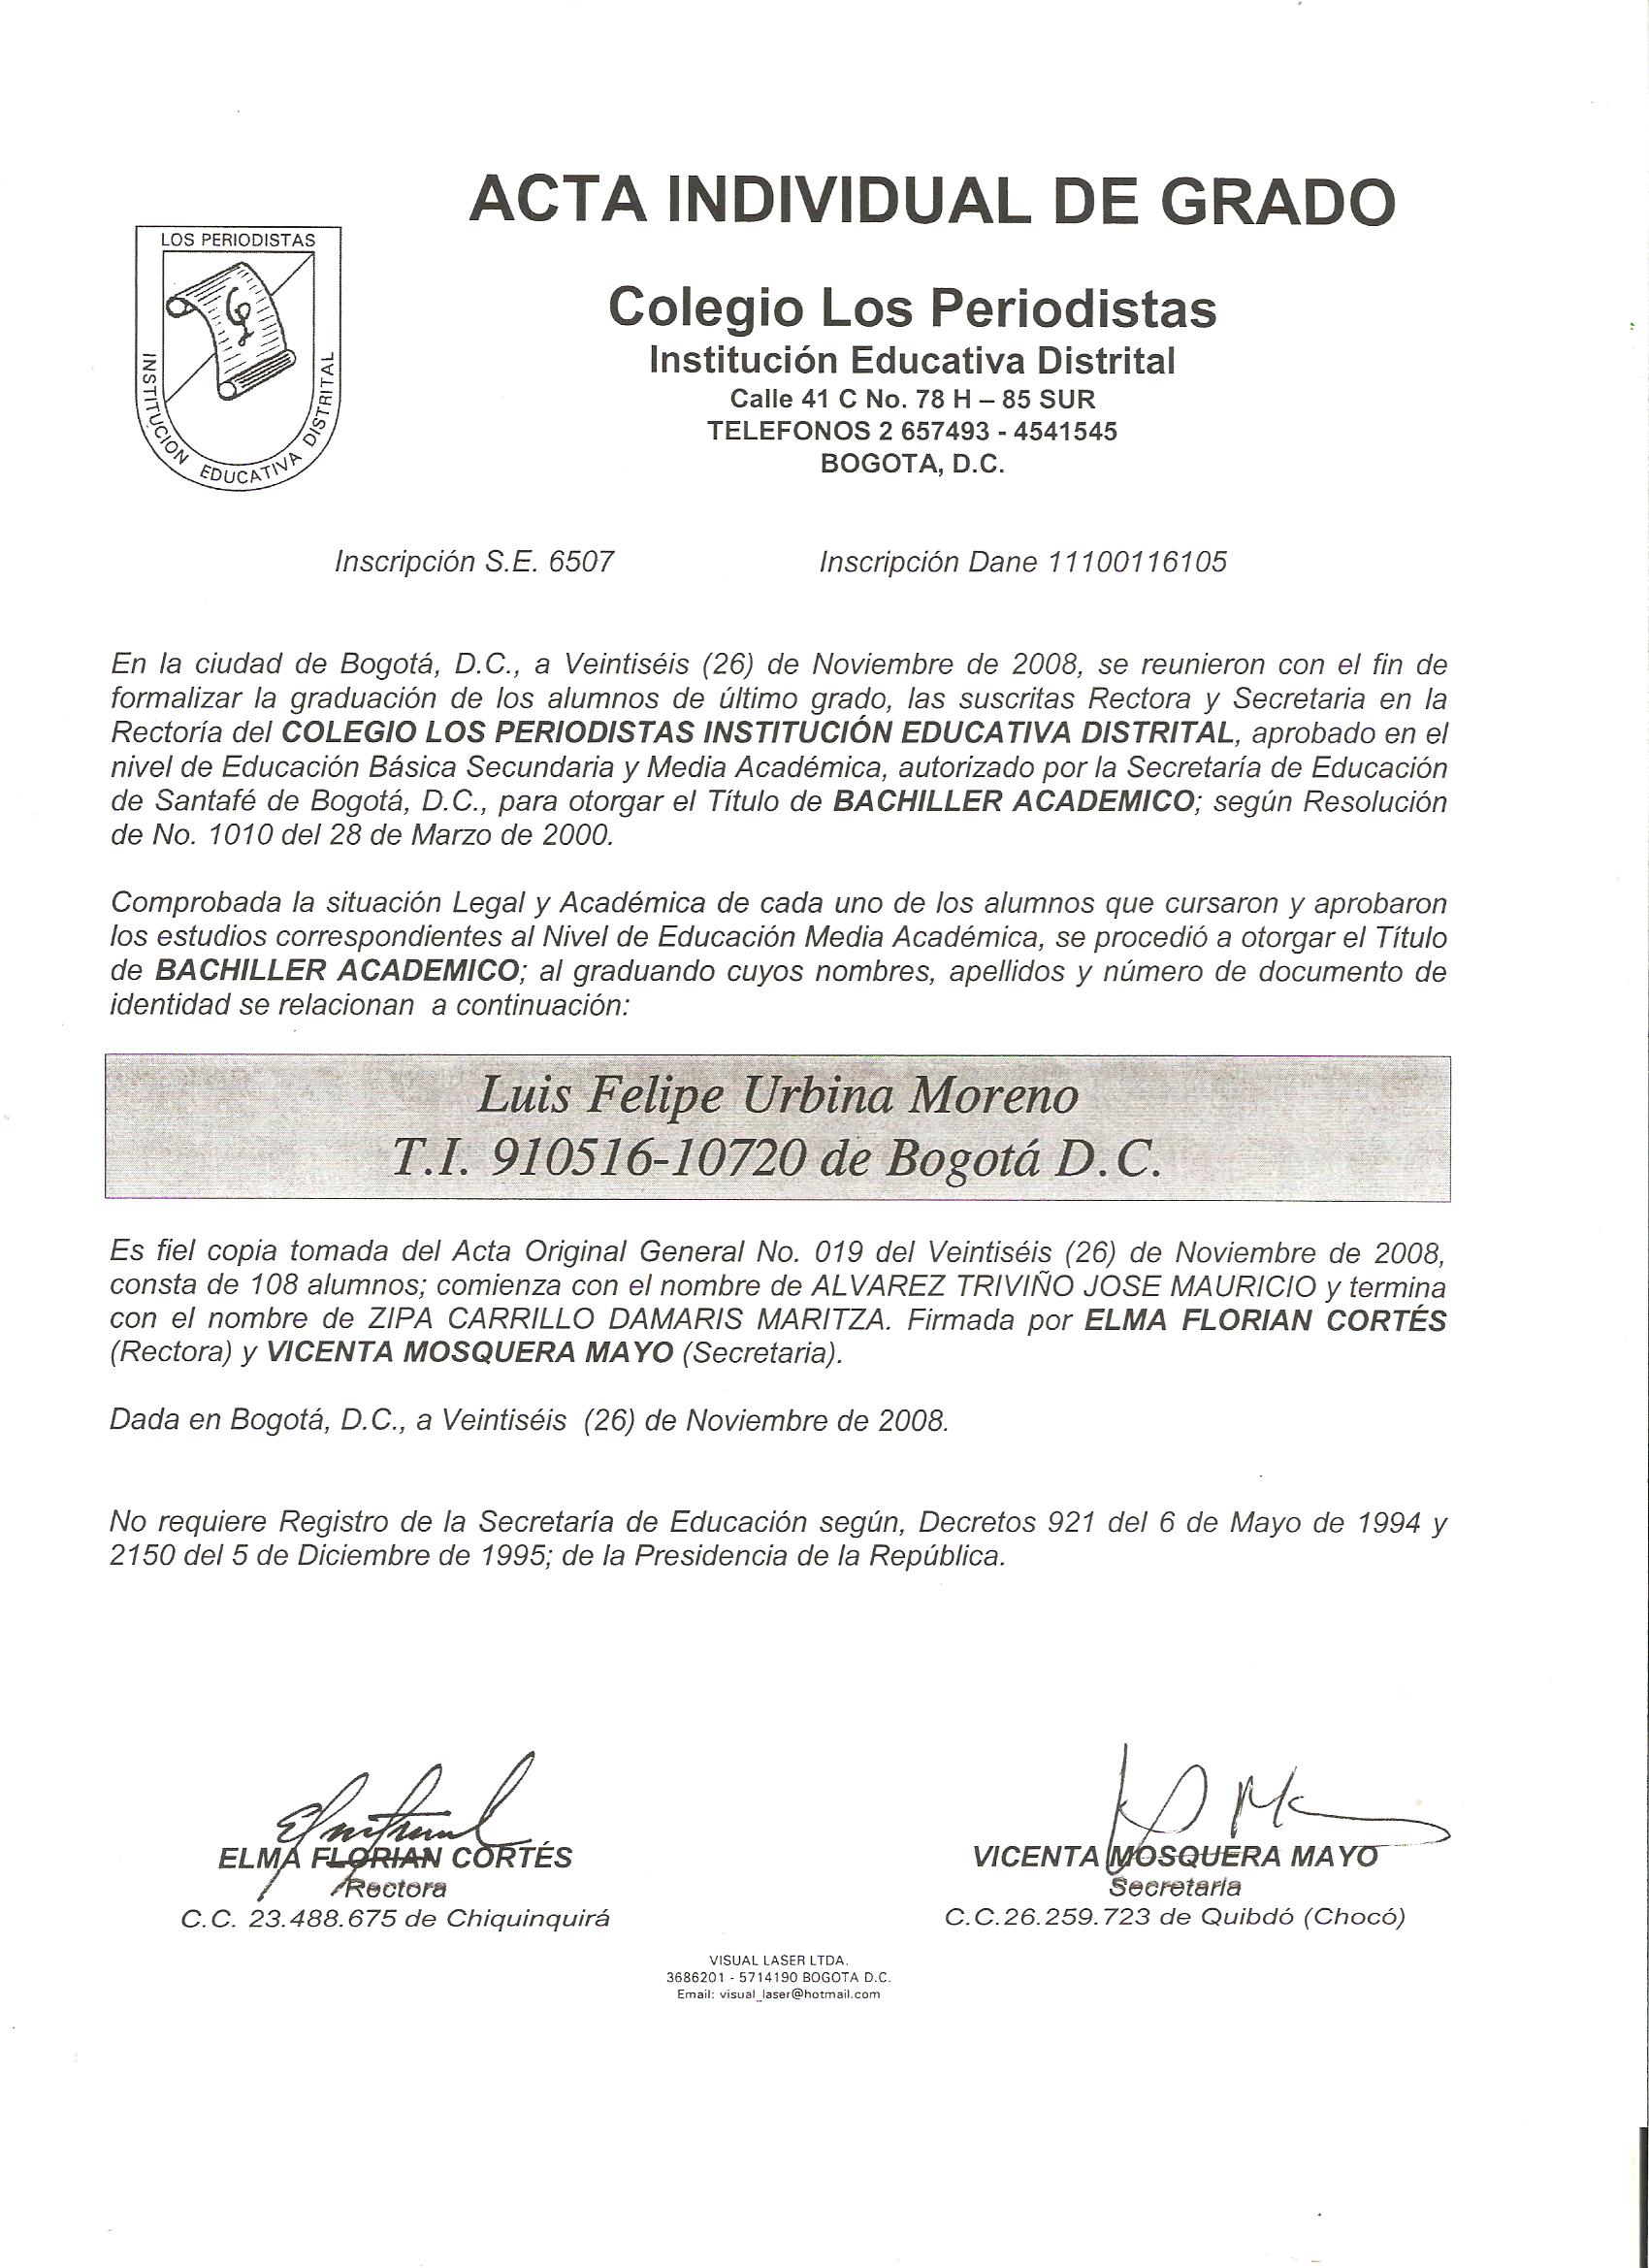 ACTA INDIVIDUAL DE GRADO
LOS PERIODISTAS
INSTITUCION EDUCATIVA DISTRITAL
Colegio Los Periodistas
Institución Educativa Distrital
Calle 41 C No. 78 H – 85 SUR
TELEFONOS 2 657493 - 4541545
BOGOTA, D.C.
Inscripción S.E. 6507 Inscripción Dane 11100116105
En la ciudad de Bogotá, D.C., a Veintiséis (26) de Noviembre de 2008, se reunieron con el fin de
formalizar la graduación de los alumnos de último grado, las suscritas Rectora y Secretaria en la
Rectoría del COLEGIO LOS PERIODISTAS INSTITUCIÓN EDUCATIVA DISTRITAL, aprobado en el
nivel de Educación Básica Secundaria y Media Académica, autorizado por la Secretaría de Educación
de Santafé de Bogotá, D.C., para otorgar el Título de BACHILLER ACADEMICO; según Resolución
de No. 1010 del 28 de Marzo de 2000.
Comprobada la situación Legal y Académica de cada uno de los alumnos que cursaron y aprobaron
los estudios correspondientes al Nivel de Educación Media Académica, se procedió a otorgar el Título
de BACHILLER ACADEMICO; al graduando cuyos nombres, apellidos y número de documento de
identidad se relacionan a continuación:
Luis Felipe Urbina Moreno
T.I. 910516-10720 de Bogotá D.C.
Es fiel copia tomada del Acta Original General No. 019 del Veintiséis (26) de Noviembre de 2008,
consta de 108 alumnos; comienza con el nombre de ALVAREZ TRIVIÑO JOSE MAURICIO y termina
con el nombre de ZIPA CARRILLO DAMARIS MARITZA. Firmada por ELMA FLORIAN CORTÉS
(Rectora) y VICENTA MOSQUERA MAYO (Secretaria).
Dada en Bogotá, D.C., a Veintiséis (26) de Noviembre de 2008.
No requiere Registro de la Secretaría de Educación según, Decretos 921 del 6 de Mayo de 1994 y
2150 del 5 de Diciembre de 1995; de la Presidencia de la República.
ELMA FLORIAN CORTÉS VICENTA MOSQUERA MAYO
Rectora Secretaria
C.C. 23.488.675 de Chiquinquirá C.C.26.259.723 de Quibdó (Chocó)
VISUAL LASER LTDA.
3686201 - 5714190 BOGOTA D.C.
Email: visual_laser@hotmail.com